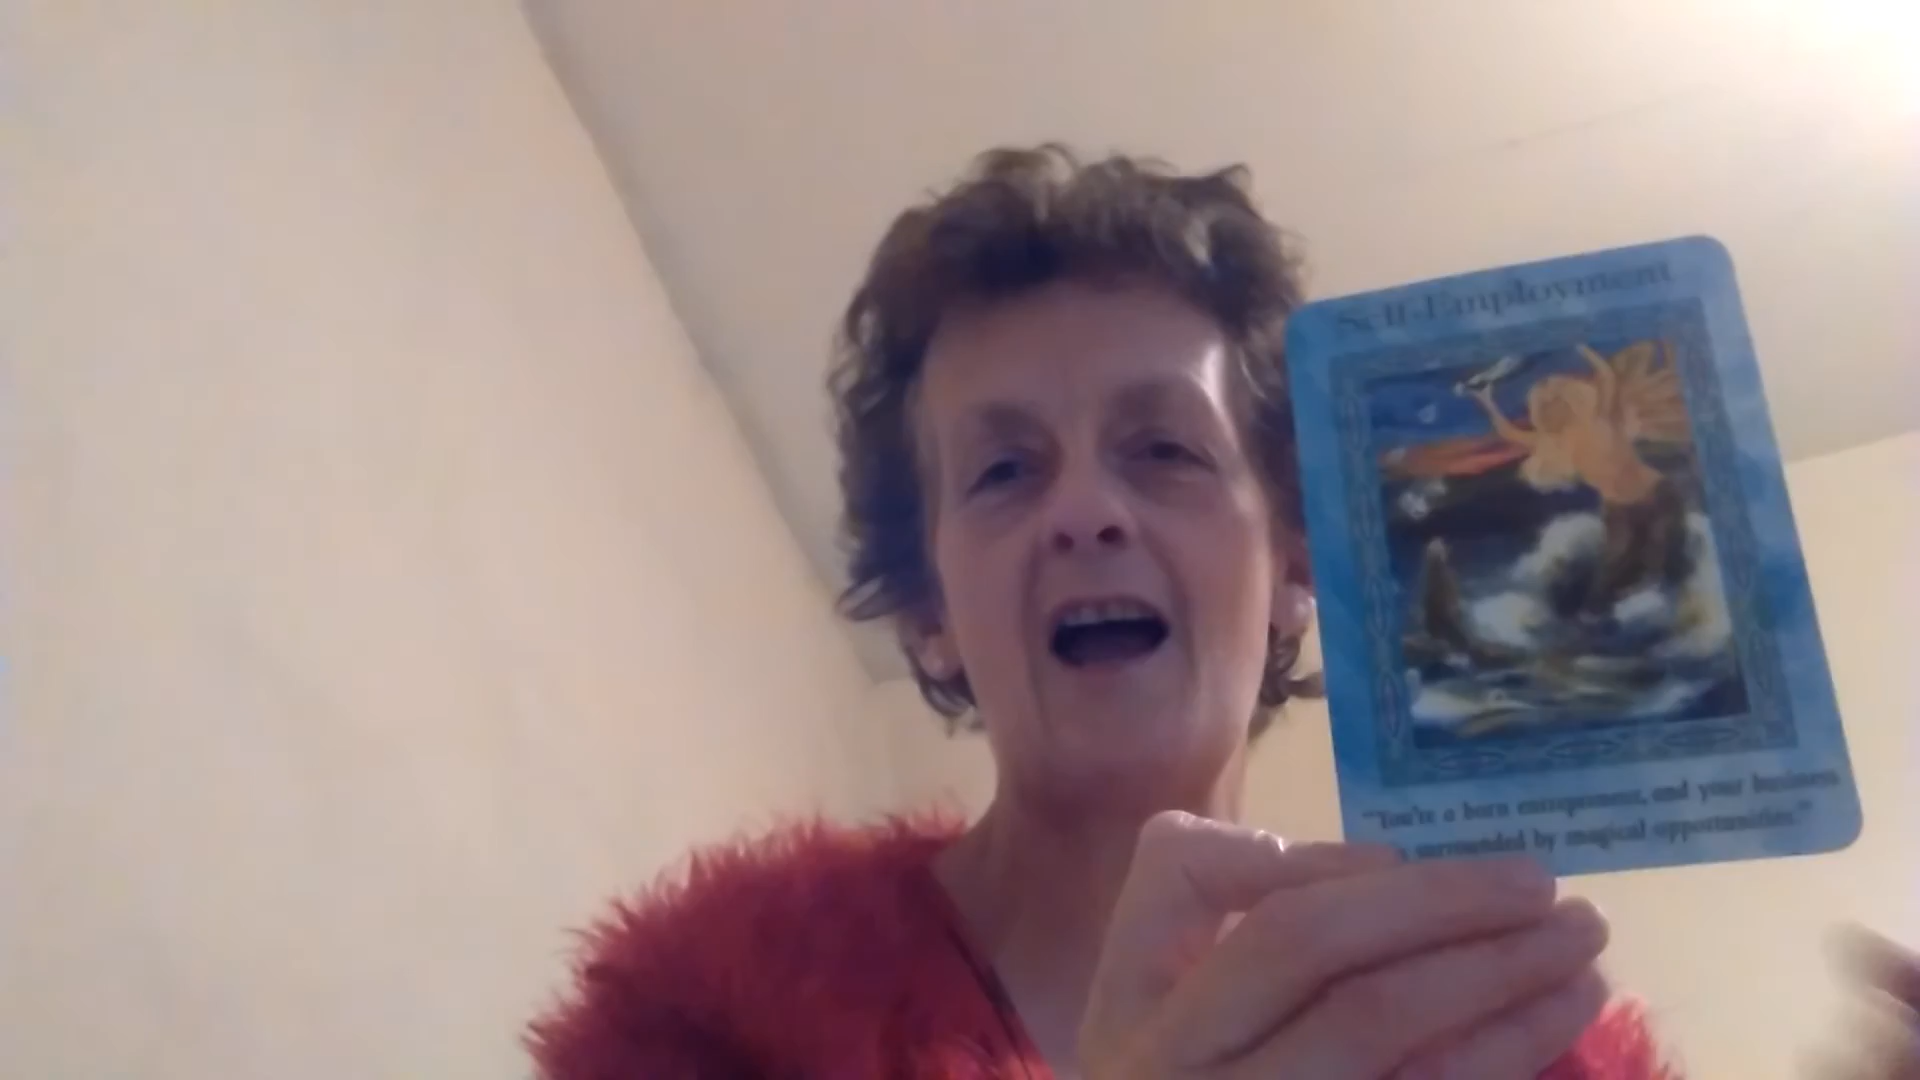 Self-Employment
"You're a born entrepreneur, and your business
surrounded by magical opportunities."